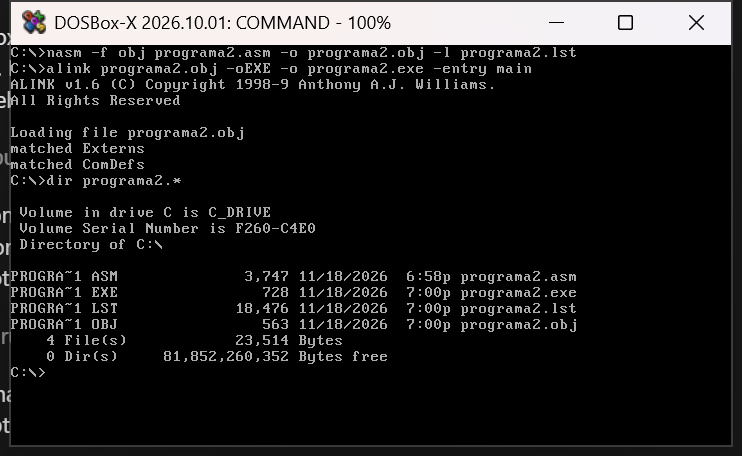 DOSBox-X 2026.10.01: COMMAND - 100%
C:\>nasm -f obj programa2.asm -o programa2.obj -l programa2.lst
C:\>alink programa2.obj -oEXE -o programa2.exe -entry main
ALINK v1.6 (C) Copyright 1998-9 Anthony A.J. Williams.
All Rights Reserved
Loading file programa2.obj
matched Externs
matched ComDefs
C:\>dir programa2.*
Volume in drive C is C_DRIVE
Volume Serial Number is F260-C4E0
Directory of C:\
PROGRA~1 ASM 3,747 11/18/2026 6:58p programa2.asm
PROGRA~1 EXE 728 11/18/2026 7:00p programa2.exe
PROGRA~1 LST 18,476 11/18/2026 7:00p programa2.lst
PROGRA~1 OBJ 563 11/18/2026 7:00p programa2.obj
4 File(s) 23,514 Bytes
0 Dir(s) 81,852,260,352 Bytes free
C:\>